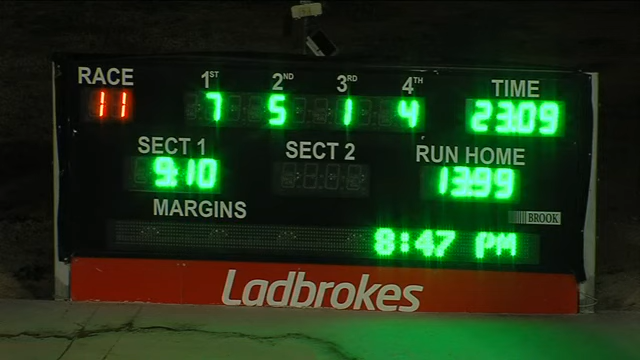 RACE 1ST 2ND 3RD 4TH TIME
11 7 5 1 4 23.09
SECT 1 SECT 2 RUN HOME
9:10 13.99
MARGINS BROOK
8:47 PM
Ladbrokes